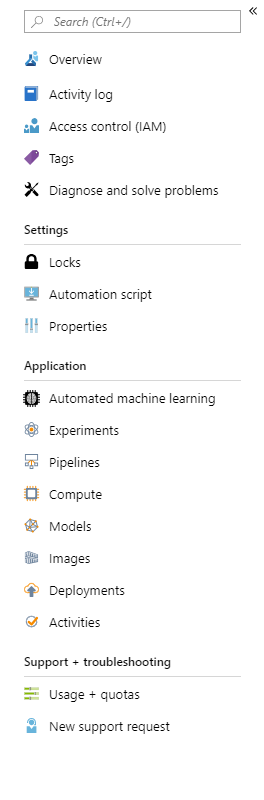 Search (Ctrl+/)
Overview
Activity log
Access control (IAM)
Tags
Diagnose and solve problems
Settings
Locks
Automation script
Properties
Application
Automated machine learning
Experiments
Pipelines
Compute
Models
Images
Deployments
Activities
Support + troubleshooting
Usage + quotas
New support request